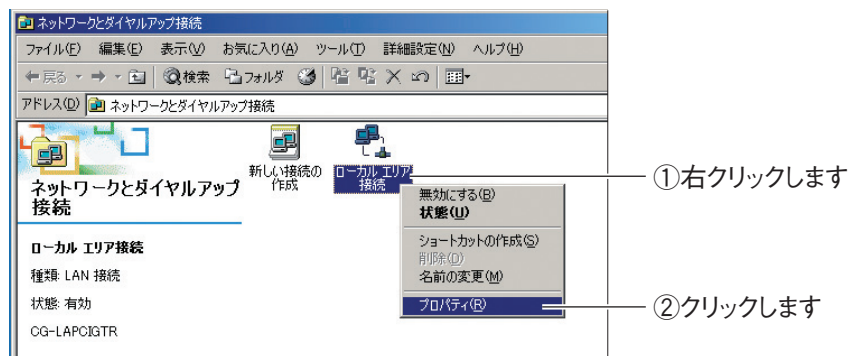 ネットワークとダイヤルアップ接続
ファイル(F) 編集(E) 表示(V) お気に入り(A) ツール(T) 詳細設定(N) ヘルプ(H)
戻る 検索 フォルダ
アドレス(D) ネットワークとダイヤルアップ接続
新しい接続の
作成
ローカル エリア
接続
①右クリックします
ネットワークとダイヤルアップ
接続
無効にする(B)
状態(U)
ショートカットの作成(S)
削除(D)
名前の変更(M)
プロパティ(R)
②クリックします
ローカル エリア接続
種類: LAN 接続
状態: 有効
CG-LAPCIGTR